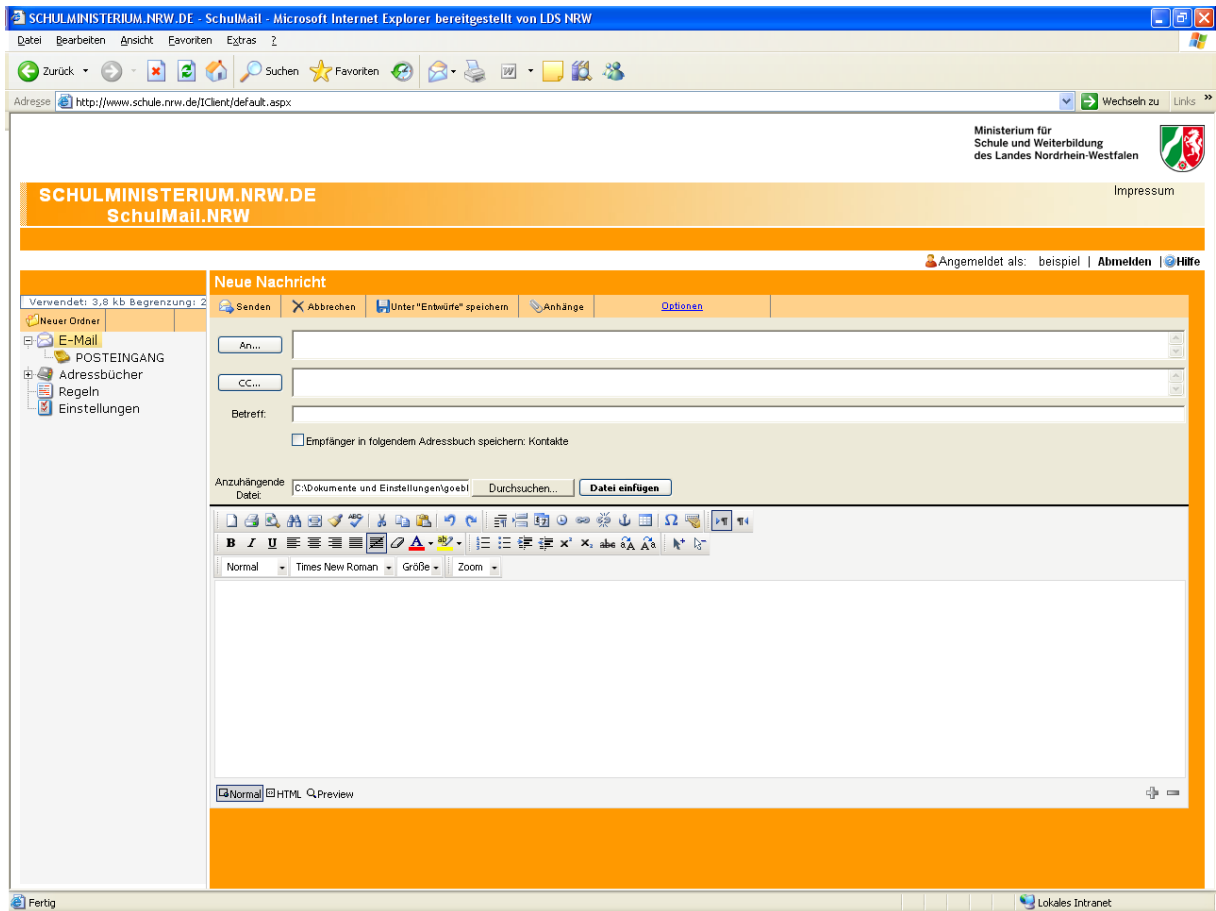 SCHULMINISTERIUM.NRW.DE - SchulMail - Microsoft Internet Explorer bereitgestellt von LDS NRW
Datei Bearbeiten Ansicht Favoriten Extras ?
Zurück Suchen Favoriten
Adresse http://www.schule.nrw.de/IClient/default.aspx Wechseln zu Links »
Ministerium für
Schule und Weiterbildung
des Landes Nordrhein-Westfalen
SCHULMINISTERIUM.NRW.DE
SchulMail.NRW
Impressum
Angemeldet als: beispiel | Abmelden | Hilfe
Neue Nachricht
Verwendet: 3,8 kb Begrenzung: 2
Senden Abbrechen Unter "Entwürfe" speichern Anhänge Optionen
Neuer Ordner
E-Mail
POSTEINGANG
Adressbücher
Regeln
Einstellungen
An...
CC...
Betreff:
Empfänger in folgendem Adressbuch speichern: Kontakte
Anzuhängende
Datei:
C:\Dokumente und Einstellungen\goebl Durchsuchen... Datei einfügen
Normal Times New Roman Größe Zoom
Normal HTML Preview
Fertig Lokales Intranet